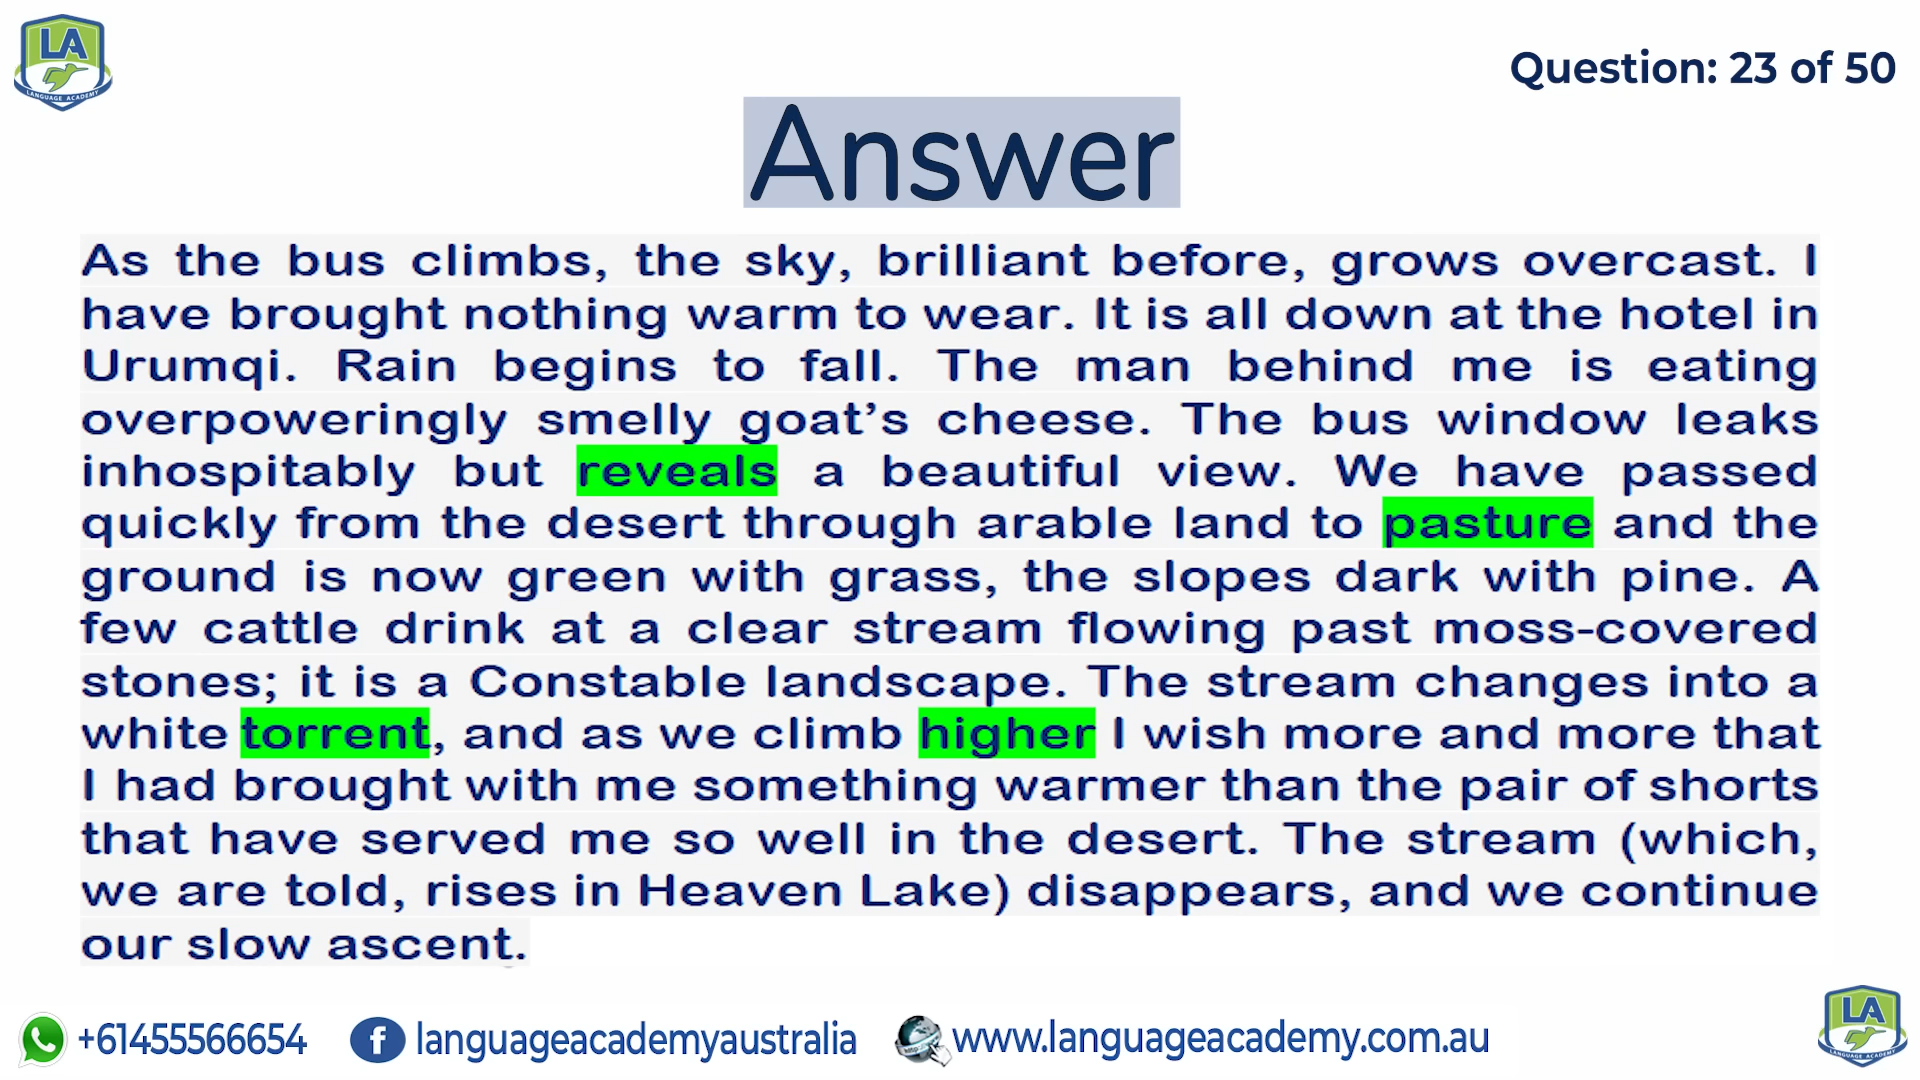 LA
LANGUAGE ACADEMY
Question: 23 of 50
Answer
As the bus climbs, the sky, brilliant before, grows overcast. I
have brought nothing warm to wear. It is all down at the hotel in
Urumqi. Rain begins to fall. The man behind me is eating
overpoweringly smelly goat’s cheese. The bus window leaks
inhospitably but reveals a beautiful view. We have passed
quickly from the desert through arable land to pasture and the
ground is now green with grass, the slopes dark with pine. A
few cattle drink at a clear stream flowing past moss-covered
stones; it is a Constable landscape. The stream changes into a
white torrent, and as we climb higher I wish more and more that
I had brought with me something warmer than the pair of shorts
that have served me so well in the desert. The stream (which,
we are told, rises in Heaven Lake) disappears, and we continue
our slow ascent.
+61455566654
f
languageacademyaustralia
http
www.languageacademy.com.au
LA
LANGUAGE ACADEMY